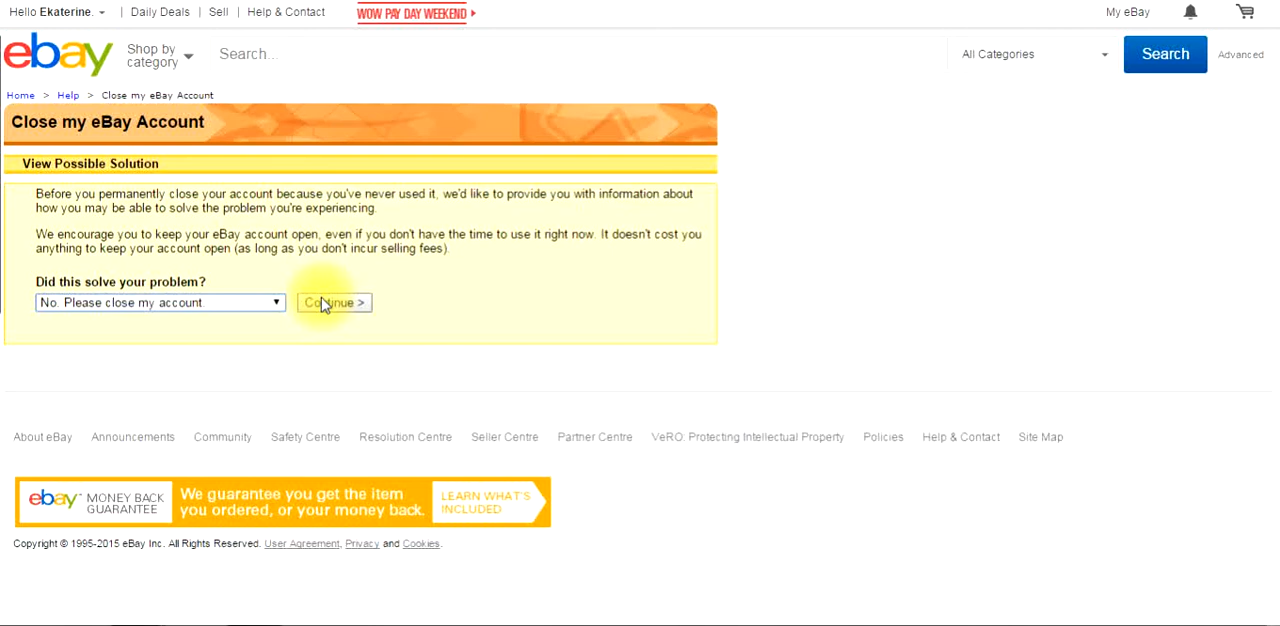 Hello Ekaterine. Daily Deals Sell Help & Contact WOW PAY DAY WEEKEND My eBay
ebay Shop by category Search... All Categories Search Advanced
Home > Help > Close my eBay Account
Close my eBay Account
View Possible Solution
Before you permanently close your account because you've never used it, we'd like to provide you with information about
how you may be able to solve the problem you're experiencing.
We encourage you to keep your eBay account open, even if you don't have the time to use it right now. It doesn't cost you
anything to keep your account open (as long as you don't incur selling fees).
Did this solve your problem?
No. Please close my account. Continue >
About eBay Announcements Community Safety Centre Resolution Centre Seller Centre Partner Centre VeRO: Protecting Intellectual Property Policies Help & Contact Site Map
ebay MONEY BACK GUARANTEE We guarantee you get the item you ordered, or your money back. LEARN WHAT'S INCLUDED
Copyright © 1995-2015 eBay Inc. All Rights Reserved. User Agreement, Privacy and Cookies.